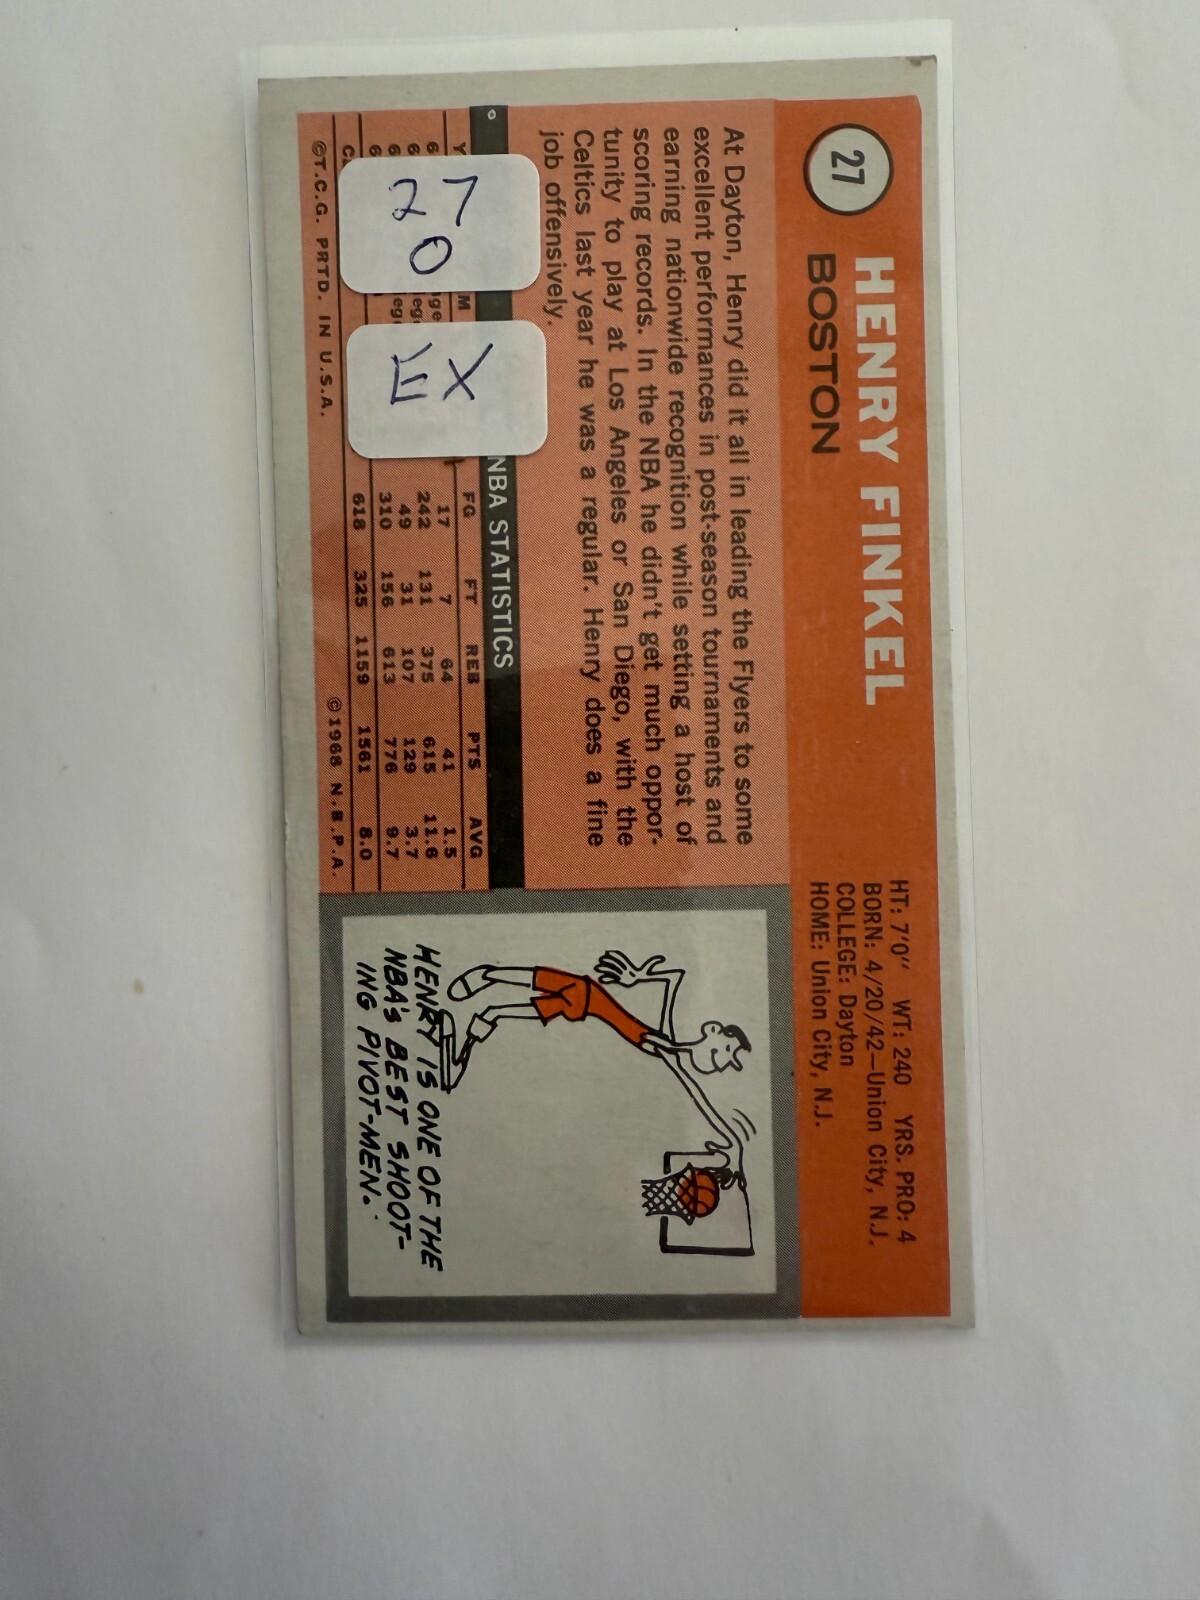 27
HENRY FINKEL
BOSTON
HT: 7'0" WT: 240 YRS. PRO: 4
BORN: 4/20/42—Union City, N.J.
COLLEGE: Dayton
HOME: Union City, N.J.
At Dayton, Henry did it all in leading the Flyers to some
excellent performances in post-season tournaments and
earning nationwide recognition while setting a host of
scoring records. In the NBA he didn't get much oppor-
tunity to play at Los Angeles or San Diego, with the
Celtics last year he was a regular. Henry does a fine
job offensively.
NBA STATISTICS
FG FT REB PTS AVG
17 7 64 41 1.5
242 131 375 615 11.6
49 31 107 129 3.7
310 156 613 776 9.7
618 325 1159 1561 8.0
©T.C.G. PRTD. IN U.S.A. ©1968 N.B.P.A.
27
0
EX
HENRY IS ONE OF THE
NBA'S BEST SHOOT-
ING PIVOT-MEN.